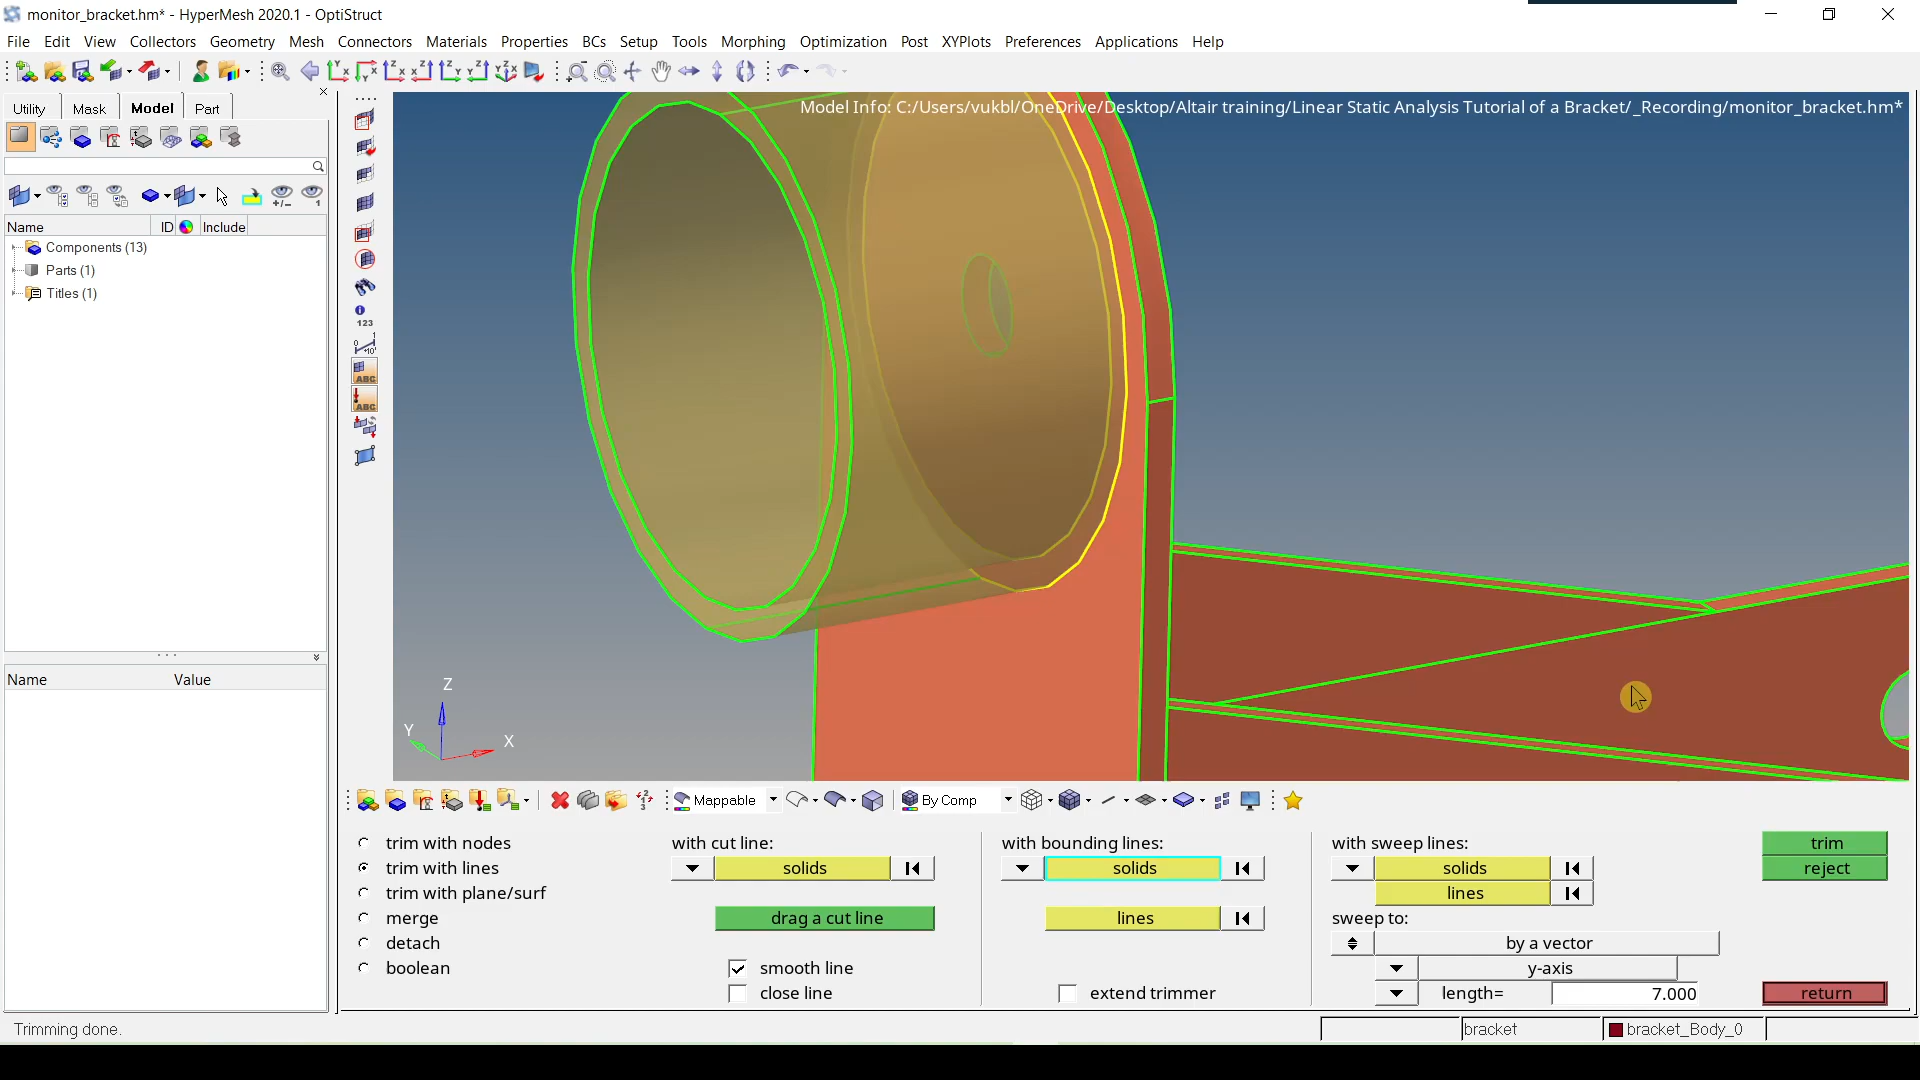 monitor_bracket.hm* - HyperMesh 2020.1 - OptiStruct
File Edit View Collectors Geometry Mesh Connectors Materials Properties BCs Setup Tools Morphing Optimization Post XYPlots Preferences Applications Help
Utility Mask Model Part
Model Info: C:/Users/vukbl/OneDrive/Desktop/Altair training/Linear Static Analysis Tutorial of a Bracket/_Recording/monitor_bracket.hm*
Name ID Include
Components (13)
Parts (1)
Titles (1)
123
ABC
ABC
Name Value
Z
Y
X
Mappable By Comp
trim with nodes with cut line: with bounding lines: with sweep lines: trim
trim with lines solids solids solids reject
trim with plane/surf lines
merge drag a cut line lines sweep to:
detach by a vector
boolean smooth line y-axis
close line extend trimmer length= 7.000 return
Trimming done. bracket bracket_Body_0